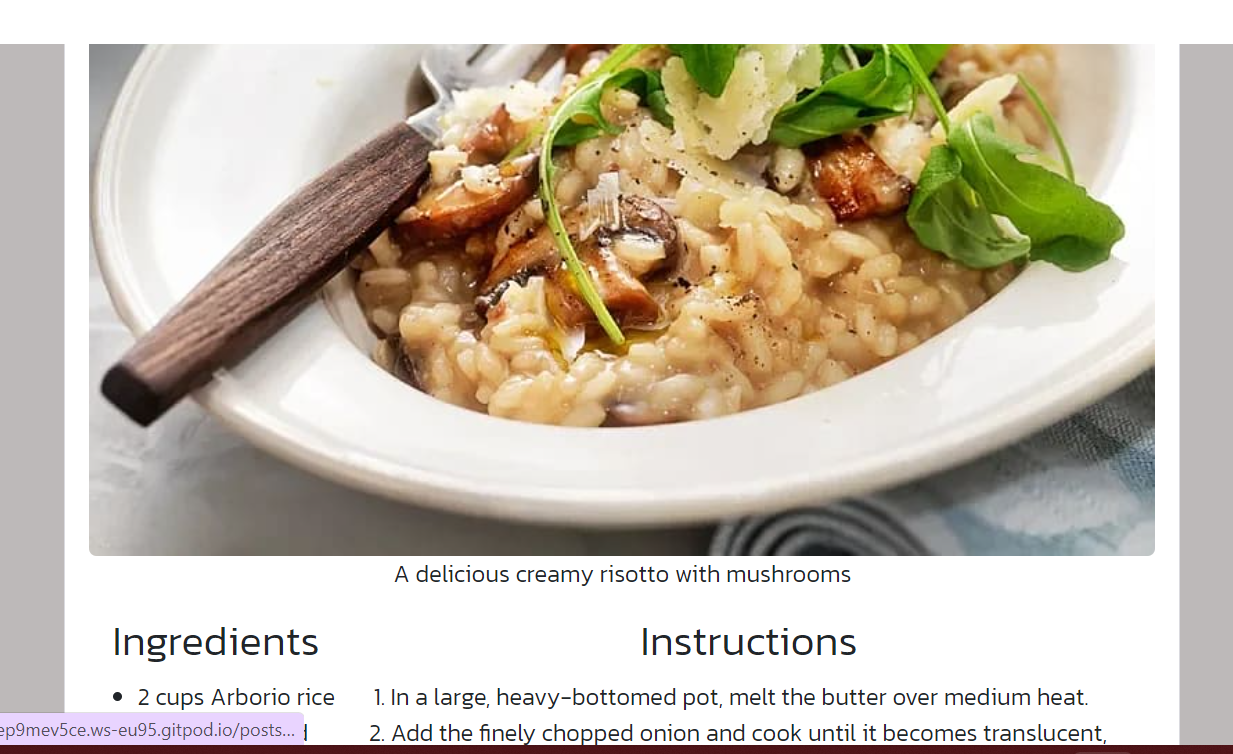 A delicious creamy risotto with mushrooms
Ingredients
Instructions
2 cups Arborio rice
1. In a large, heavy-bottomed pot, melt the butter over medium heat.
ep9mev5ce.ws-eu95.gitpod.io/posts...
2. Add the finely chopped onion and cook until it becomes translucent,